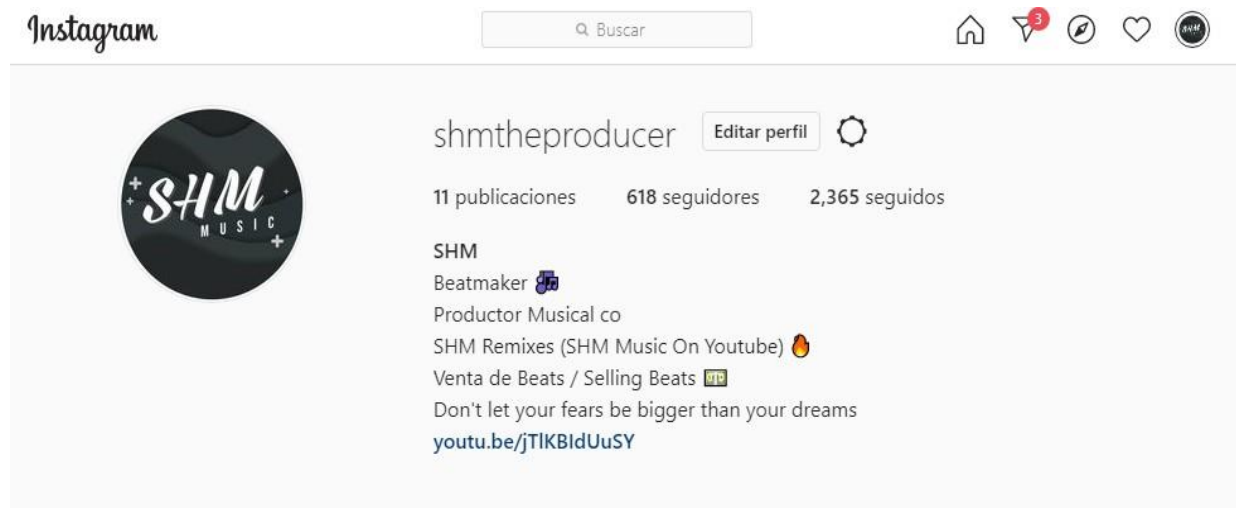 Instagram
Buscar
3
SHM
SHM
MUSIC
shmtheproducer Editar perfil
11 publicaciones 618 seguidores 2,365 seguidos
SHM
Beatmaker
Productor Musical co
SHM Remixes (SHM Music On Youtube)
Venta de Beats / Selling Beats
Don't let your fears be bigger than your dreams
youtu.be/jTlKBIdUuSY